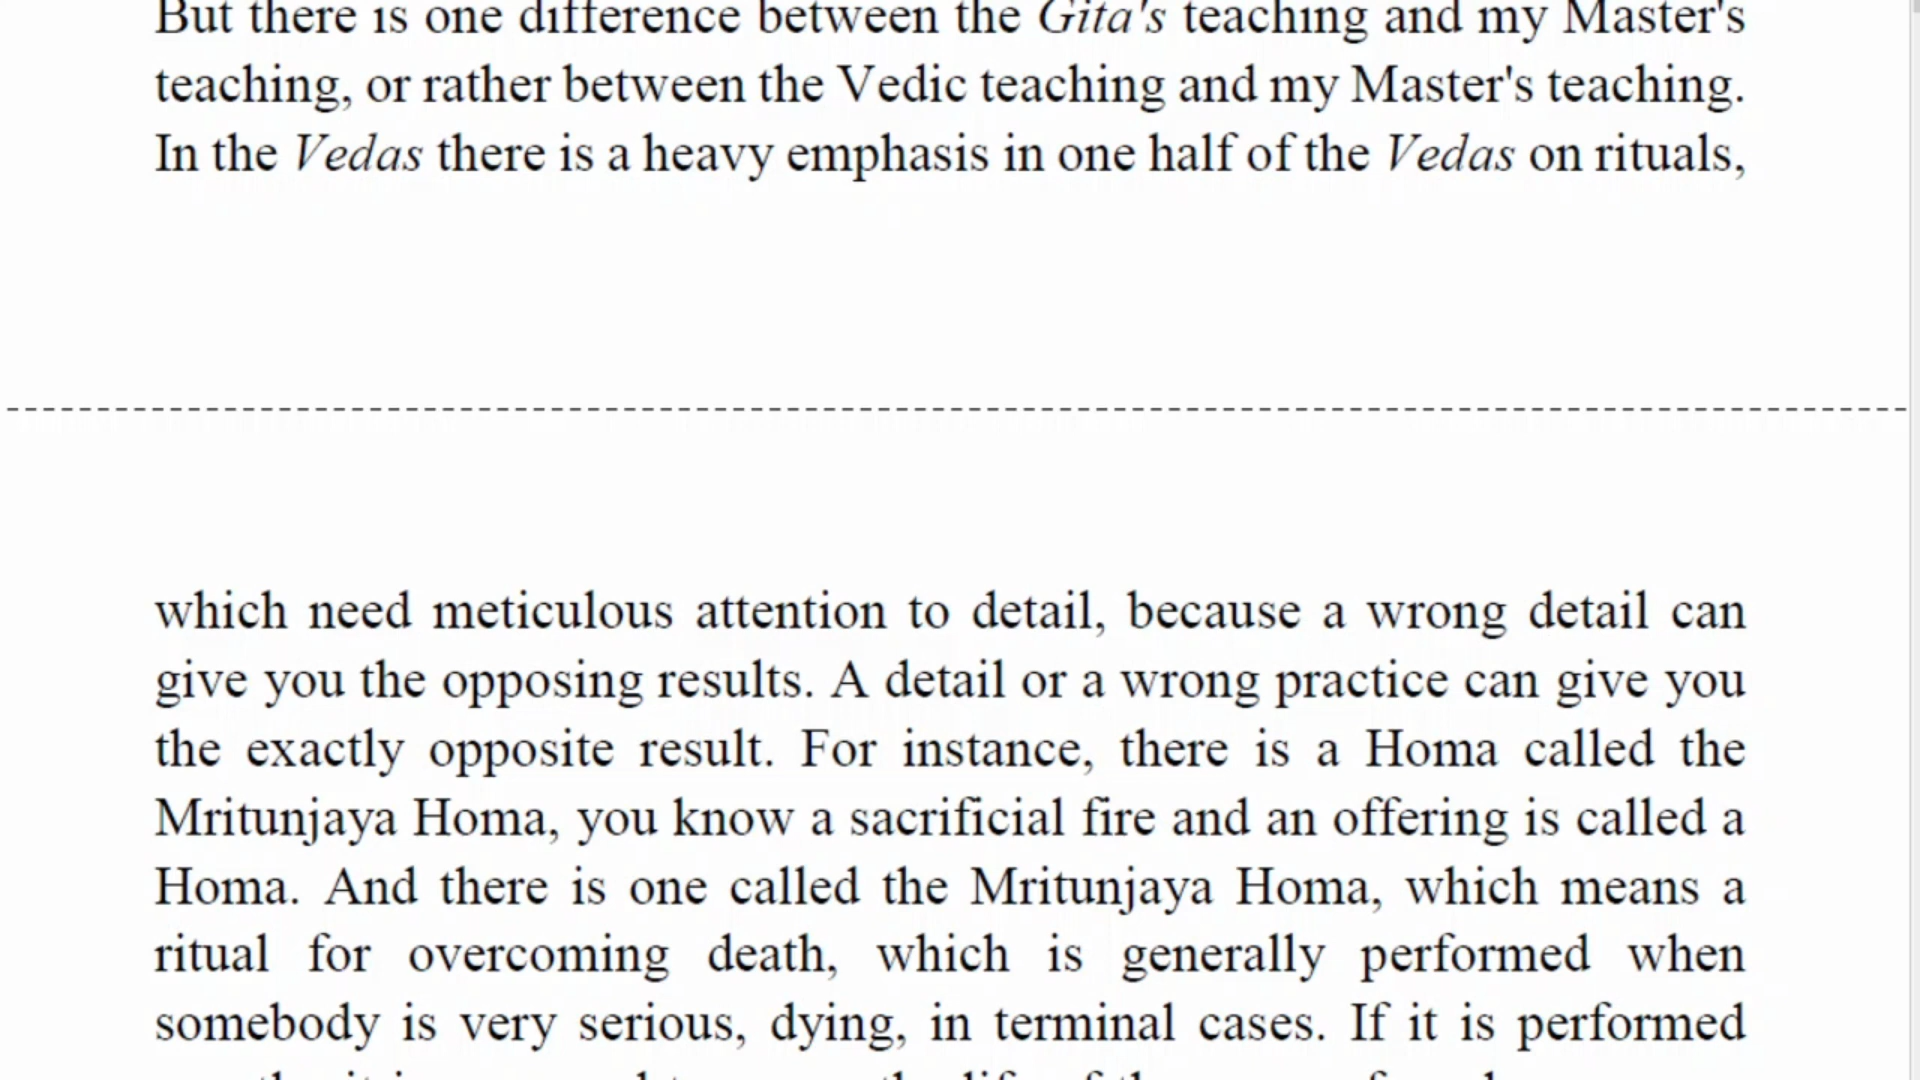 But there is one difference between the Gita's teaching and my Master's
teaching, or rather between the Vedic teaching and my Master's teaching.
In the Vedas there is a heavy emphasis in one half of the Vedas on rituals,
which need meticulous attention to detail, because a wrong detail can
give you the opposing results. A detail or a wrong practice can give you
the exactly opposite result. For instance, there is a Homa called the
Mritunjaya Homa, you know a sacrificial fire and an offering is called a
Homa. And there is one called the Mritunjaya Homa, which means a
ritual for overcoming death, which is generally performed when
somebody is very serious, dying, in terminal cases. If it is performed